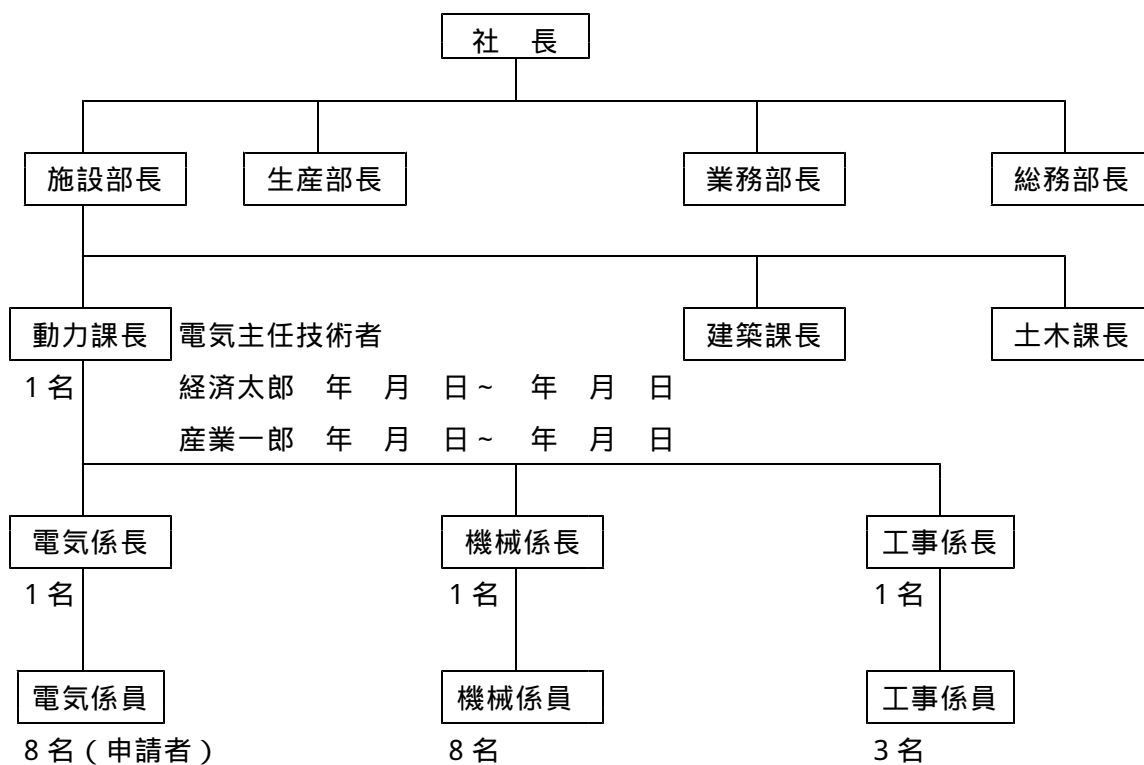 社　長
施設部長　生産部長　業務部長　総務部長
動力課長　電気主任技術者　建築課長　土木課長
1名　経済太郎　年　月　日~　年　月　日
産業一郎　年　月　日~　年　月　日
電気係長　機械係長　工事係長
1名　1名　1名
電気係員　機械係員　工事係員
8名（申請者）　8名　3名